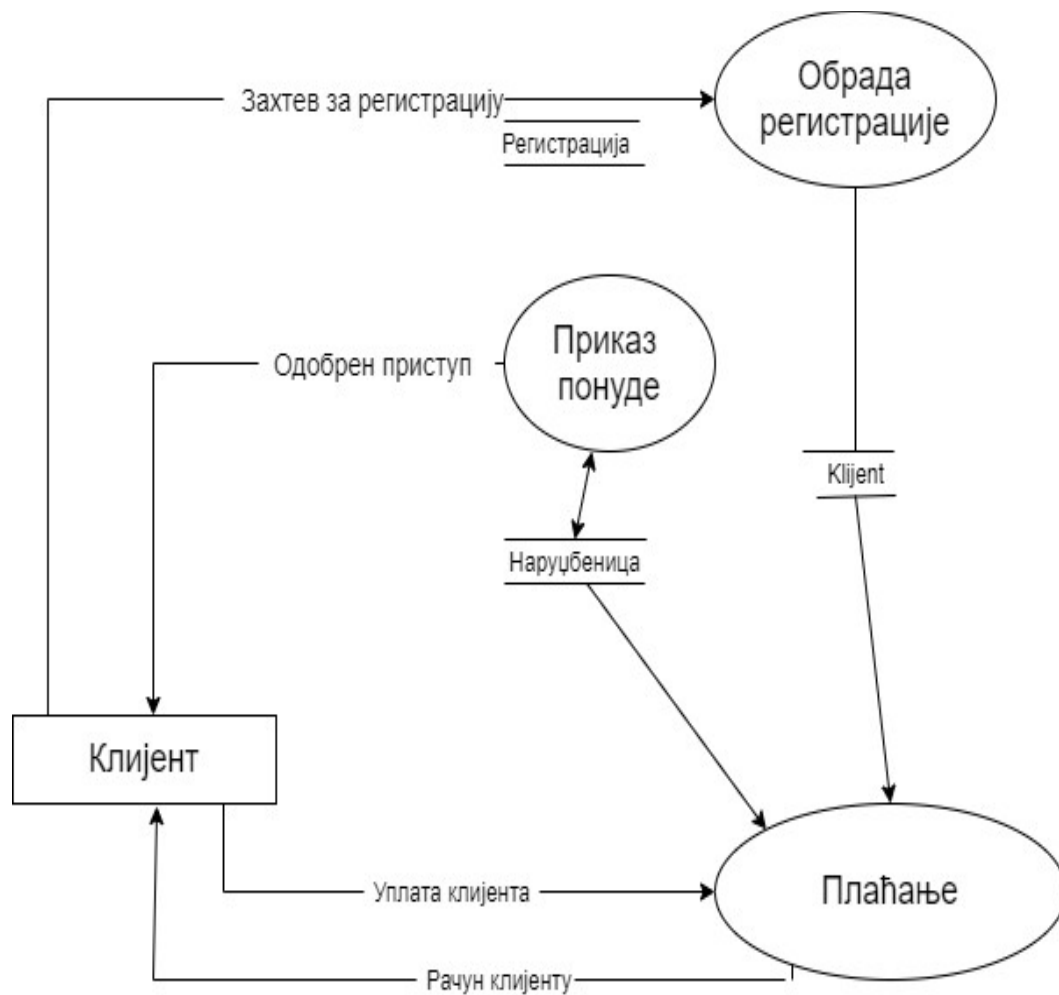 Обрада
регистрације
Захтев за регистрацију
Регистрација
Приказ
понуде
Одобрен приступ
Klijent
Наруџбеница
Клијент
Уплата клијента
Плаћање
Рачун клијенту